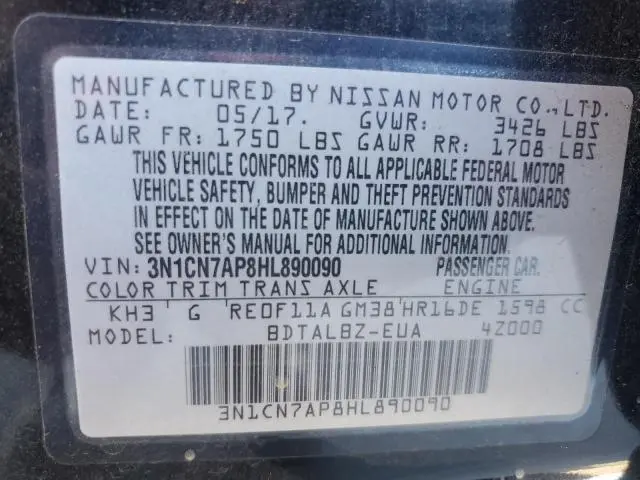 MANUFACTURED BY NISSAN MOTOR CO., LTD.
DATE: 05/17. GVWR: 3426 LBS
GAWR FR: 1750 LBS GAWR RR: 1708 LBS
THIS VEHICLE CONFORMS TO ALL APPLICABLE FEDERAL MOTOR
VEHICLE SAFETY, BUMPER AND THEFT PREVENTION STANDARDS
IN EFFECT ON THE DATE OF MANUFACTURE SHOWN ABOVE.
SEE OWNER'S MANUAL FOR ADDITIONAL INFORMATION.
VIN: 3N1CN7AP8HL890090 PASSENGER CAR.
COLOR TRIM TRANS AXLE ENGINE
KH3 G RE0F11A GM38 HR16DE 1598 CC
MODEL: BDTALBZ-EUA 4Z000
3N1CN7AP8HL890090